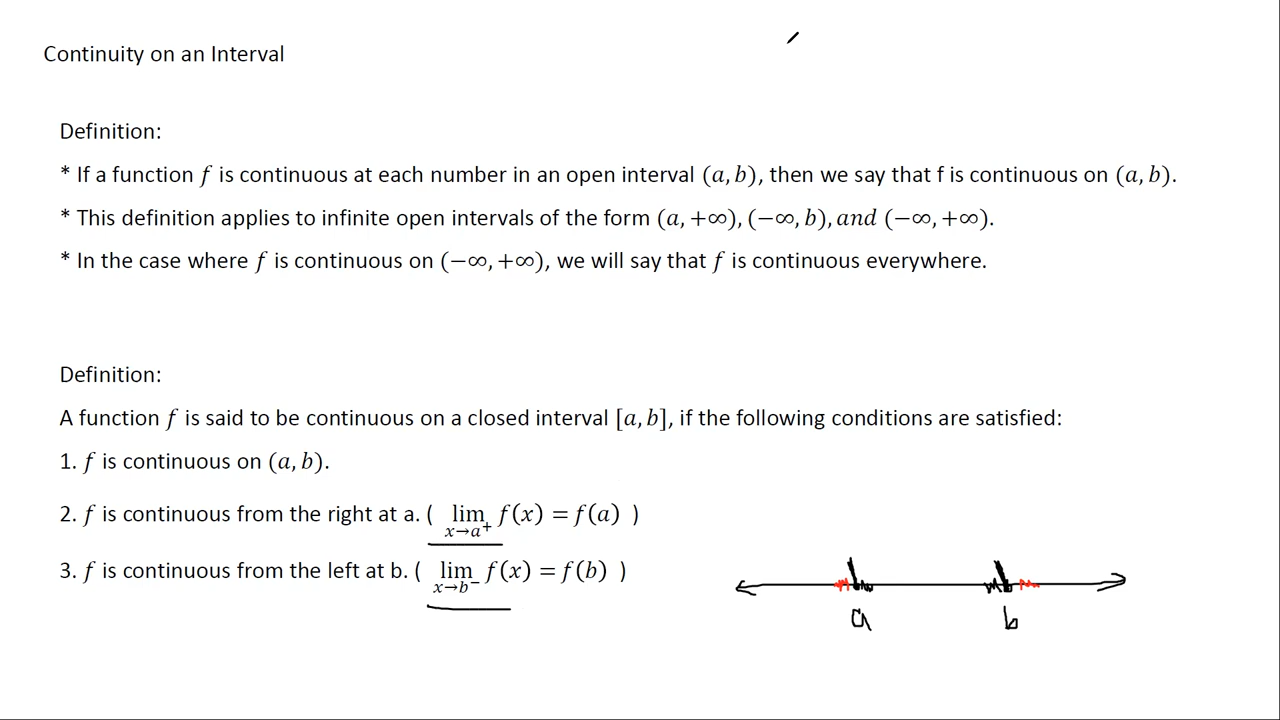 Continuity on an Interval
Definition:
* If a function 𝑓 is continuous at each number in an open interval (𝑎, 𝑏), then we say that f is continuous on (𝑎, 𝑏).
* This definition applies to infinite open intervals of the form (𝑎, +∞), (−∞, 𝑏), 𝑎𝑛𝑑 (−∞, +∞).
* In the case where 𝑓 is continuous on (−∞, +∞), we will say that 𝑓 is continuous everywhere.
Definition:
A function 𝑓 is said to be continuous on a closed interval [𝑎, 𝑏], if the following conditions are satisfied:
1. 𝑓 is continuous on (𝑎, 𝑏).
2. 𝑓 is continuous from the right at a. ( lim 𝑥→𝑎⁺ 𝑓(𝑥) = 𝑓(𝑎) )
3. 𝑓 is continuous from the left at b. ( lim 𝑥→𝑏⁻ 𝑓(𝑥) = 𝑓(𝑏) )
a b